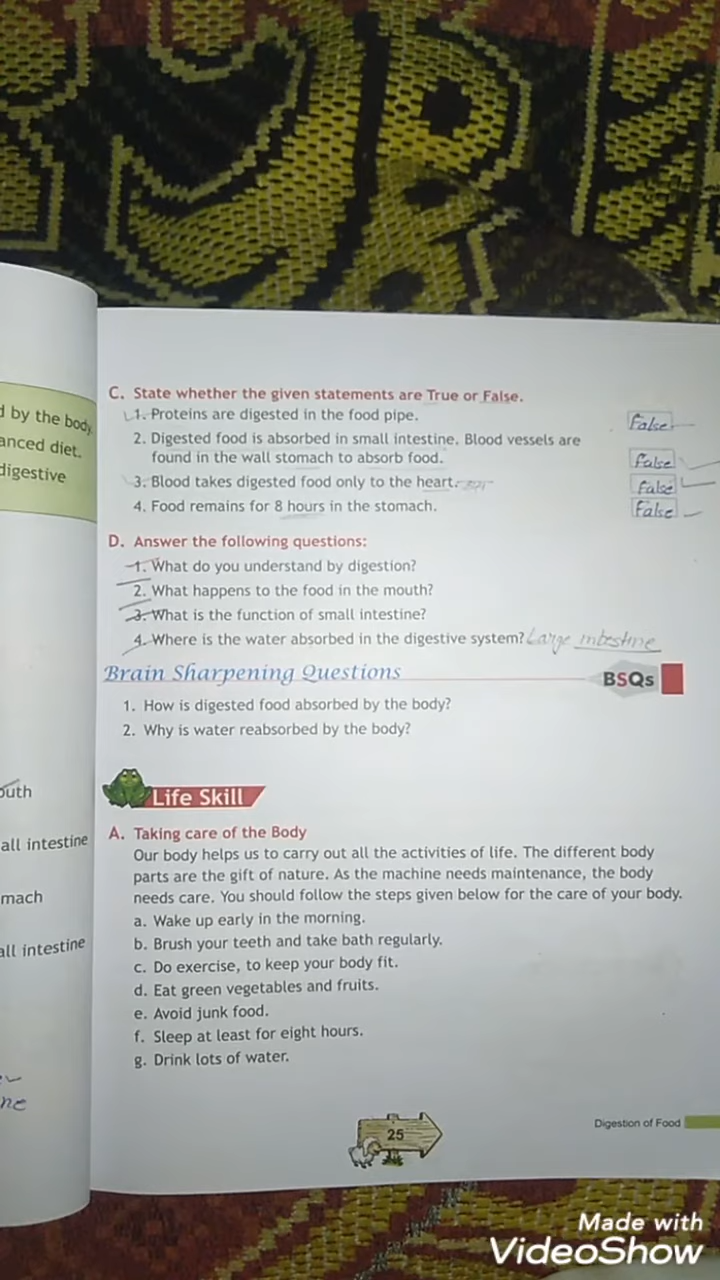 d by the body
anced diet.
digestive
outh
all intestine
mach
all intestine
ne
C. State whether the given statements are True or False.
1. Proteins are digested in the food pipe.
False
2. Digested food is absorbed in small intestine. Blood vessels are
found in the wall stomach to absorb food.
False
3. Blood takes digested food only to the heart.
False
4. Food remains for 8 hours in the stomach.
False
D. Answer the following questions:
1. What do you understand by digestion?
2. What happens to the food in the mouth?
3. What is the function of small intestine?
4. Where is the water absorbed in the digestive system? Large intestine
Brain Sharpening Questions
BSQs
1. How is digested food absorbed by the body?
2. Why is water reabsorbed by the body?
Life Skill
A. Taking care of the Body
Our body helps us to carry out all the activities of life. The different body
parts are the gift of nature. As the machine needs maintenance, the body
needs care. You should follow the steps given below for the care of your body.
a. Wake up early in the morning.
b. Brush your teeth and take bath regularly.
c. Do exercise, to keep your body fit.
d. Eat green vegetables and fruits.
e. Avoid junk food.
f. Sleep at least for eight hours.
g. Drink lots of water.
25
Digestion of Food
Made with
VideoShow